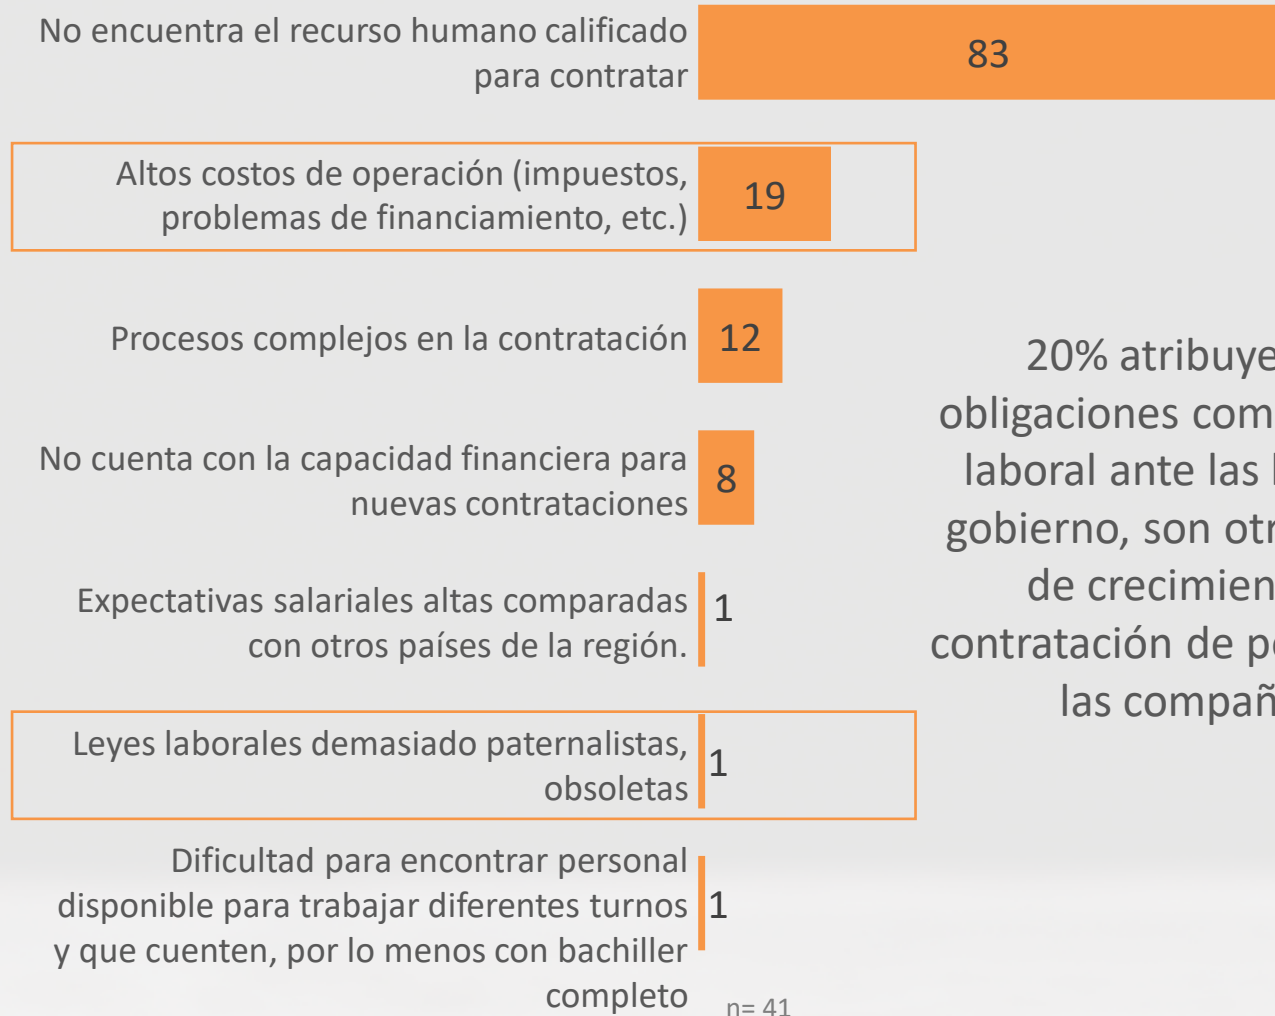 No encuentra el recurso humano calificado
para contratar
83
Altos costos de operación (impuestos,
problemas de financiamiento, etc.)
19
Procesos complejos en la contratación
12
No cuenta con la capacidad financiera para
nuevas contrataciones
8
Expectativas salariales altas comparadas
con otros países de la región.
1
Leyes laborales demasiado paternalistas,
obsoletas
1
Dificultad para encontrar personal
disponible para trabajar diferentes turnos
y que cuenten, por lo menos con bachiller
completo
1
n= 41
20% atribuye
obligaciones com
laboral ante las
gobierno, son otr
de crecimien
contratación de p
las compañ